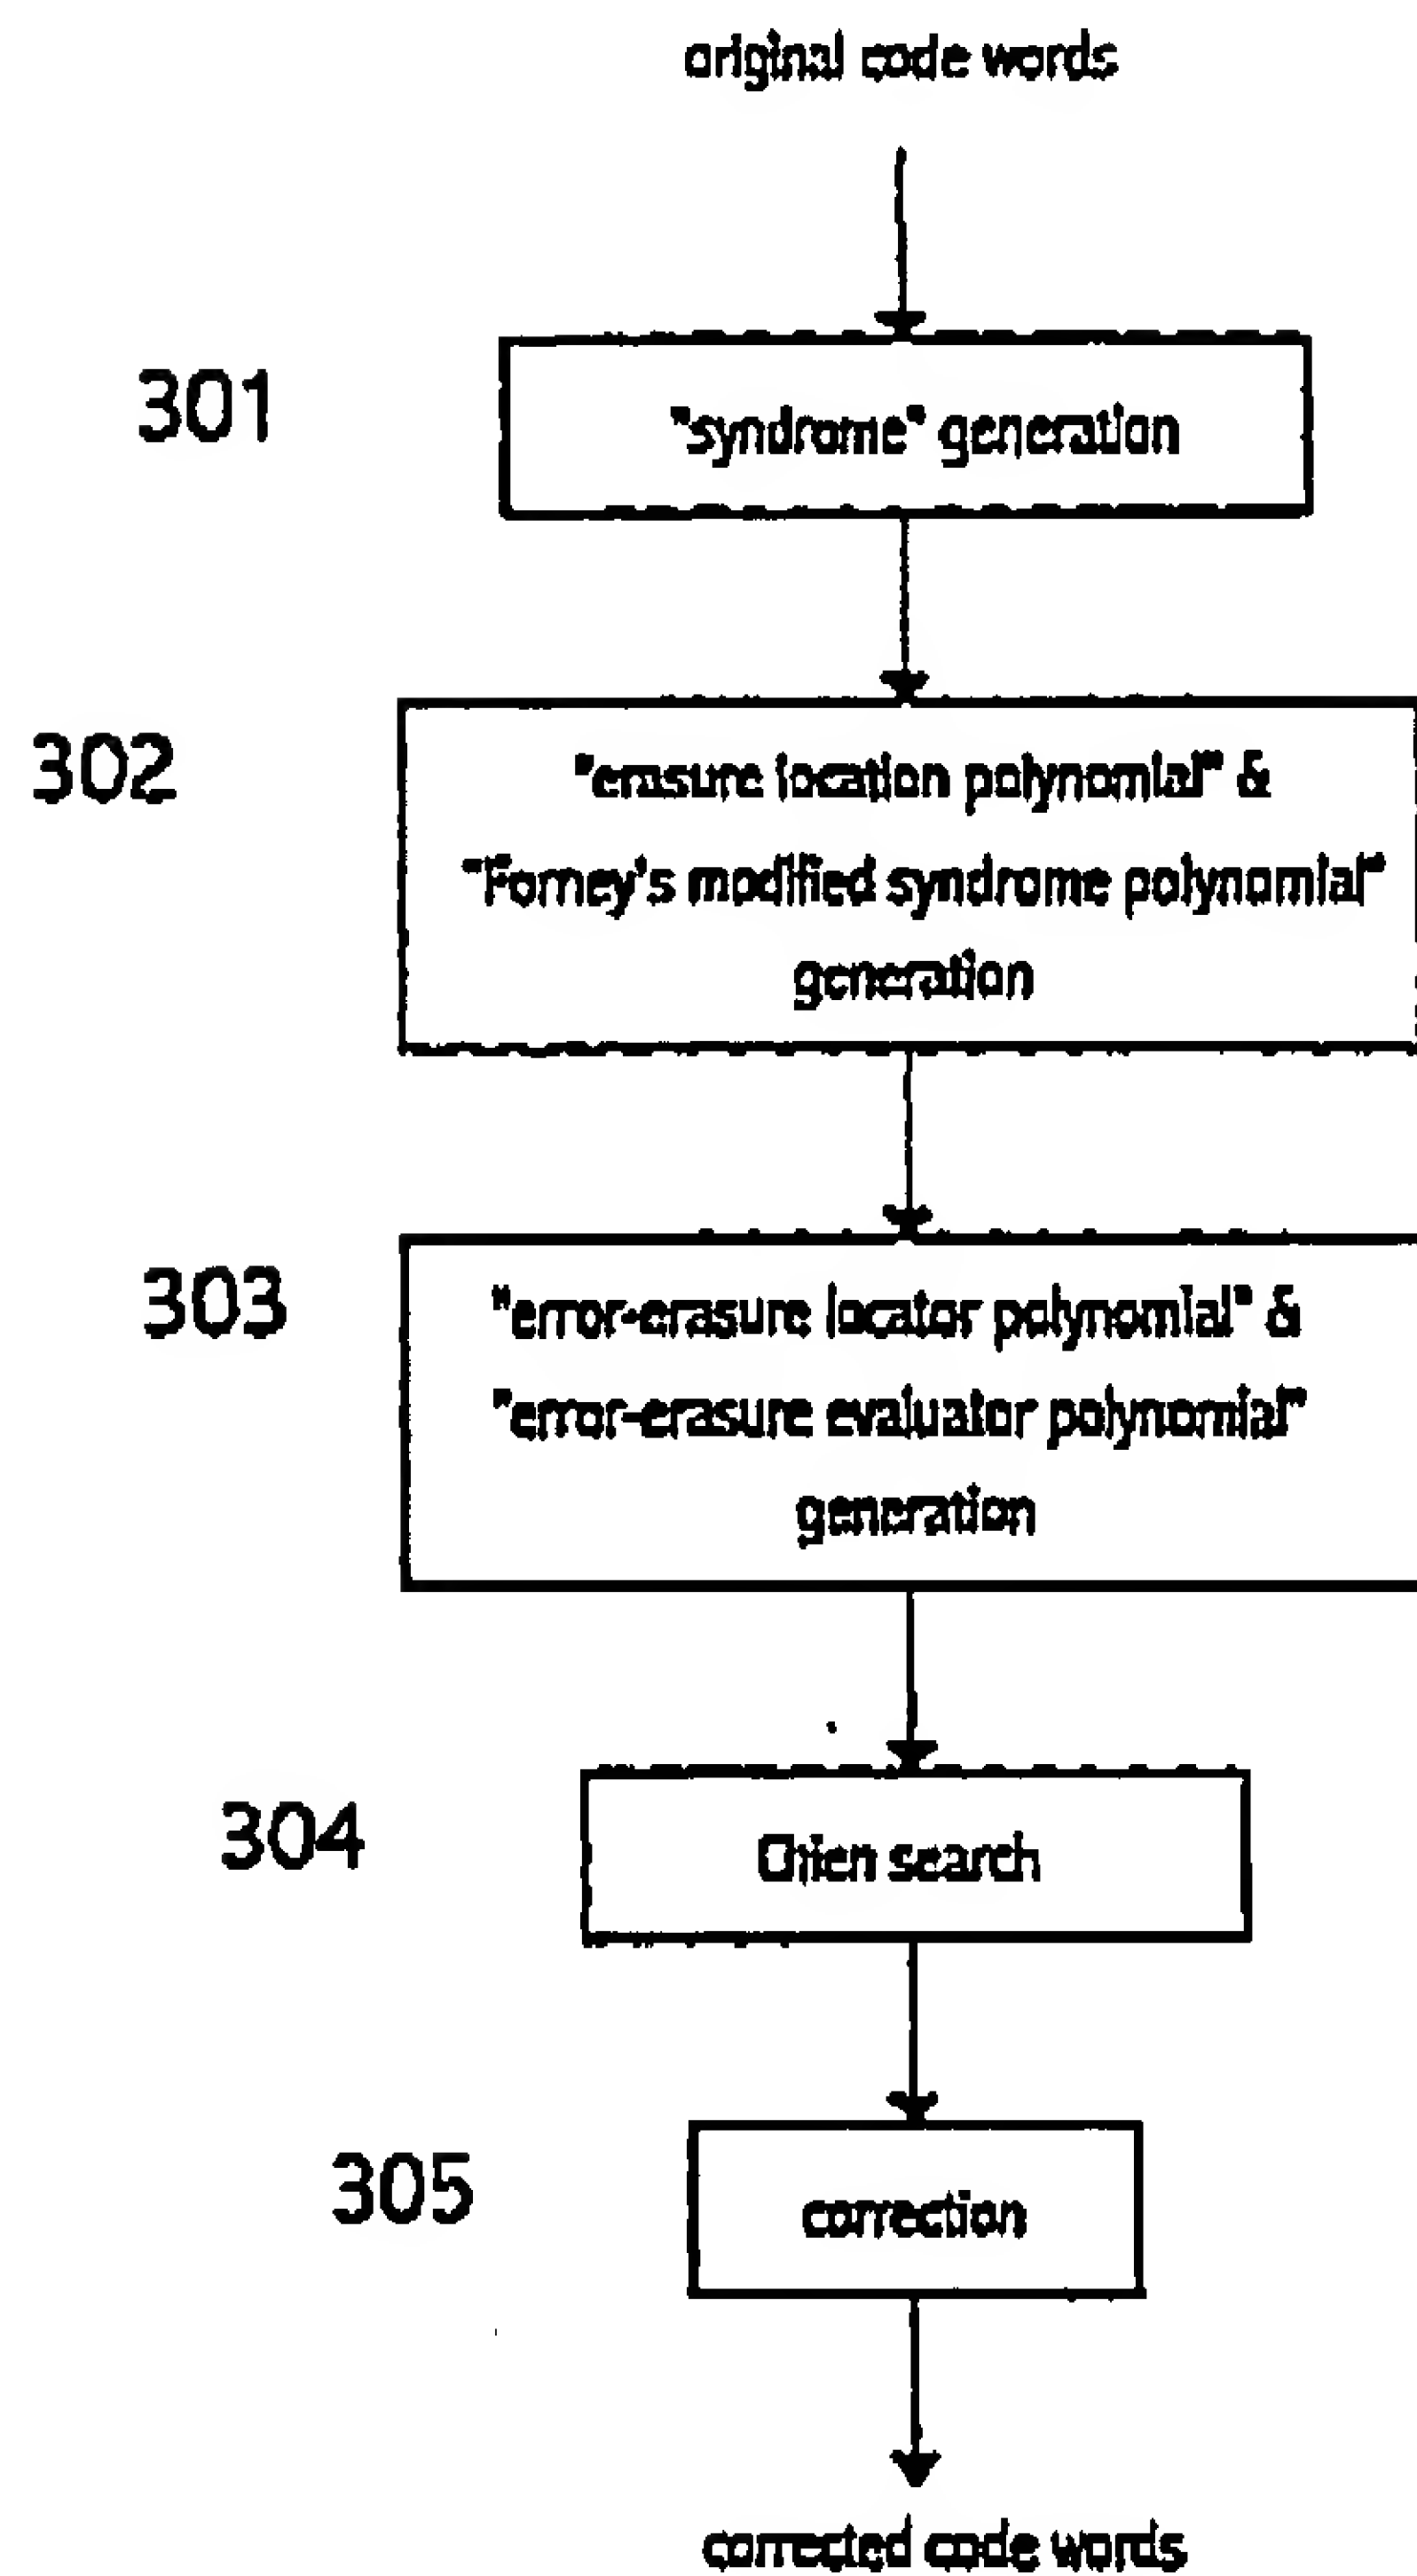 original code words
301
"syndrome" generation
302
"erasure location polynomial" &
"Forney's modified syndrome polynomial"
generation
303
"error-erasure locator polynomial" &
"error-erasure evaluator polynomial"
generation
304
Chien search
305
correction
corrected code words